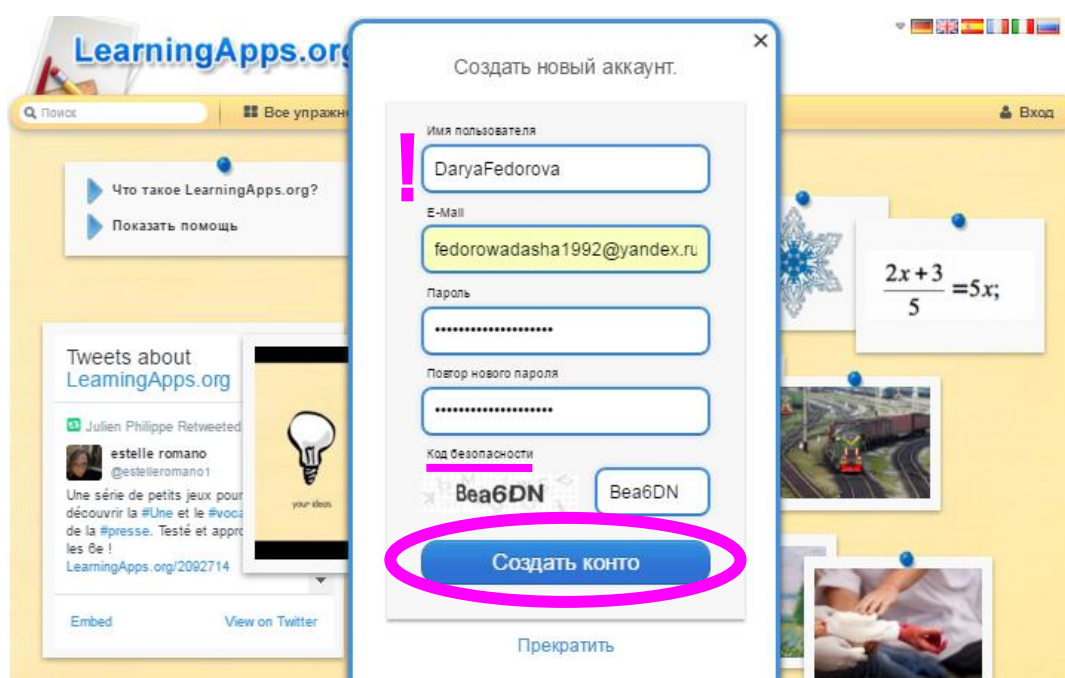 LearningApps.org
Поиск
Все упражн
Вход
Что такое LearningApps.org?
Показать помощь
Tweets about
LearningApps.org
Julien Philippe Retweeted
estelle romano
@estelleromano1
Une série de petits jeux pour
découvrir la #Une et le #voca
de la #presse. Testé et appro
les 6e !
LearningApps.org/2092714
Embed
View on Twitter
your ideas
Создать новый аккаунт.
×
!
Имя пользователя
DaryaFedorova
E-Mail
fedorowadasha1992@yandex.ru
Пароль
••••••••••••••••••••
Повтор нового пароля
••••••••••••••••••••
Код безопасности
Bea6DN
Bea6DN
Создать конто
Прекратить
2x + 3
5
=5x;